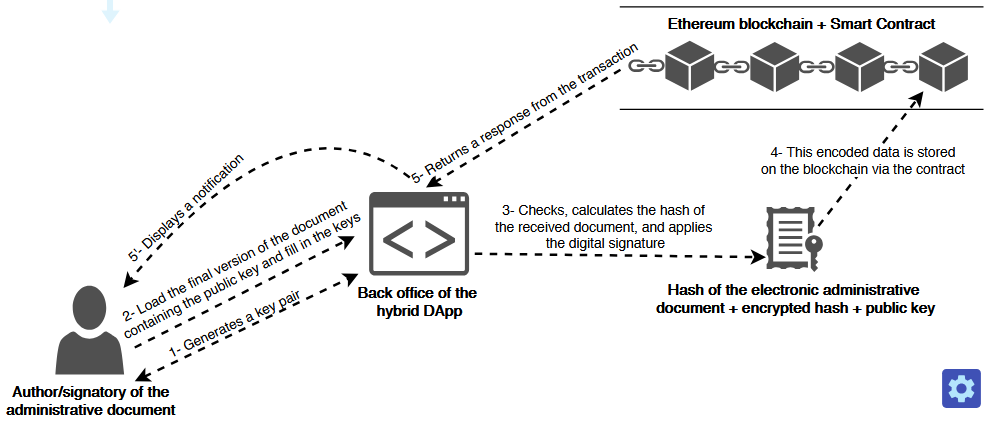 Ethereum blockchain + Smart Contract
5- Returns a response from the transaction
4- This encoded data is stored
on the blockchain via the contract
5'- Displays a notification
2- Load the final version of the document
containing the public key and fill in the keys
3- Checks, calculates the hash of
the received document, and applies
the digital signature
1- Generates a key pair
Back office of the
hybrid DApp
Hash of the electronic administrative
document + encrypted hash + public key
Author/signatory of the
administrative document